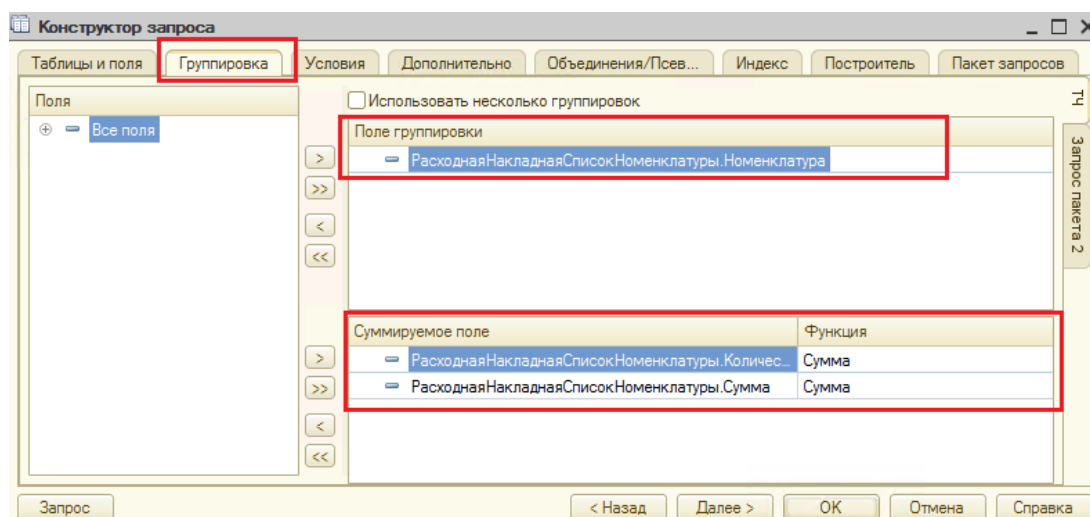 Конструктор запроса
Таблицы и поля Группировка Условия Дополнительно Объединения/Псев... Индекс Построитель Пакет запросов
Поля
Все поля
Использовать несколько группировок
Поле группировки
РасходнаяНакладнаяСписокНоменклатуры.Номенклатура
> 
>>
<
<<
Суммируемое поле Функция
РасходнаяНакладнаяСписокНоменклатуры.Количес... Сумма
РасходнаяНакладнаяСписокНоменклатуры.Сумма Сумма
>
>>
<
<<
ТЧ
Запрос пакета 2
Запрос < Назад Далее > ОК Отмена Справка